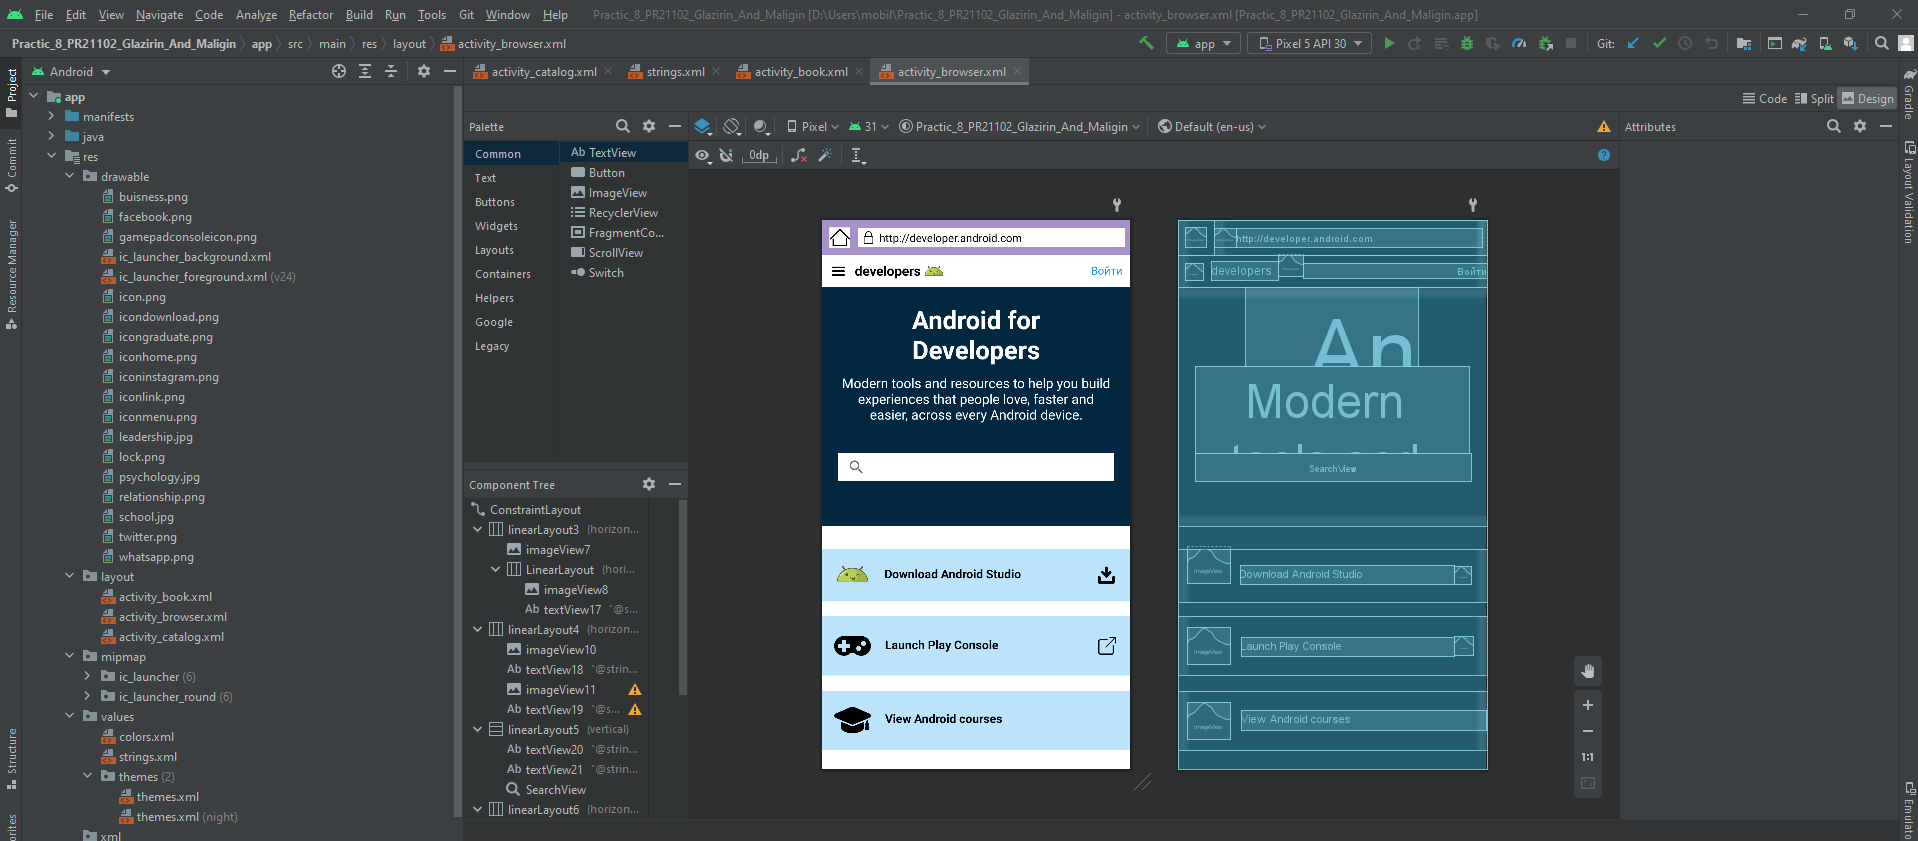 File Edit View Navigate Code Analyze Refactor Build Run Tools Git Window Help Practic_8_PR21102_Glazirin_And_Maligin [D:\Users\mobil\Practic_8_PR21102_Glazirin_And_Maligin] - activity_browser.xml [Practic_8_PR21102_Glazirin_And_Maligin.app]
Practic_8_PR21102_Glazirin_And_Maligin app src main res layout activity_browser.xml app Pixel 5 API 30 Git:
Android activity_catalog.xml strings.xml activity_book.xml activity_browser.xml
Code Split Design
Project
Commit
Resource Manager
Structure
app
manifests
java
res
drawable
buisness.png
facebook.png
gamepadconsoleicon.png
ic_launcher_background.xml
ic_launcher_foreground.xml (v24)
icon.png
icondownload.png
icongraduate.png
iconhome.png
iconinstagram.png
iconlink.png
iconmenu.png
leadership.jpg
lock.png
psychology.jpg
relationship.png
school.jpg
twitter.png
whatsapp.png
layout
activity_book.xml
activity_browser.xml
activity_catalog.xml
mipmap
ic_launcher (6)
ic_launcher_round (6)
values
colors.xml
strings.xml
themes (2)
themes.xml
themes.xml (night)
xml
Palette
Common
Text
Buttons
Widgets
Layouts
Containers
Helpers
Google
Legacy
Ab TextView
Button
ImageView
RecyclerView
FragmentCo...
ScrollView
Switch
Component Tree
ConstraintLayout
linearLayout3 (horizon...
imageView7
LinearLayout (hori...
imageView8
Ab textView17 "@s...
linearLayout4 (horizon...
imageView10
Ab textView18 "@strin...
imageView11
Ab textView19 "@s...
linearLayout5 (vertical)
Ab textView20 "@strin...
Ab textView21 "@strin...
SearchView
linearLayout6 (horizon...
Pixel 31 Practic_8_PR21102_Glazirin_And_Maligin Default (en-us)
0dp
http://developer.android.com
developers Войти
Android for
Developers
Modern tools and resources to help you build
experiences that people love, faster and
easier, across every Android device.
Download Android Studio
Launch Play Console
View Android courses
http://developer.android.com
developers Войти
An
Modern
tools and
SearchView
ImageView
Download Android Studio
ImageView
Launch Play Console
ImageView
View Android courses
1:1
Attributes
Gradle
Layout Validation
Emulato